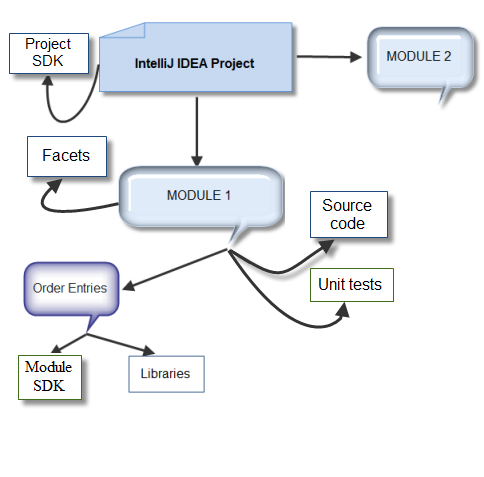 Project
SDK
IntelliJ IDEA Project
MODULE 2
Facets
MODULE 1
Source
code
Unit tests
Order Entries
Module
SDK
Libraries